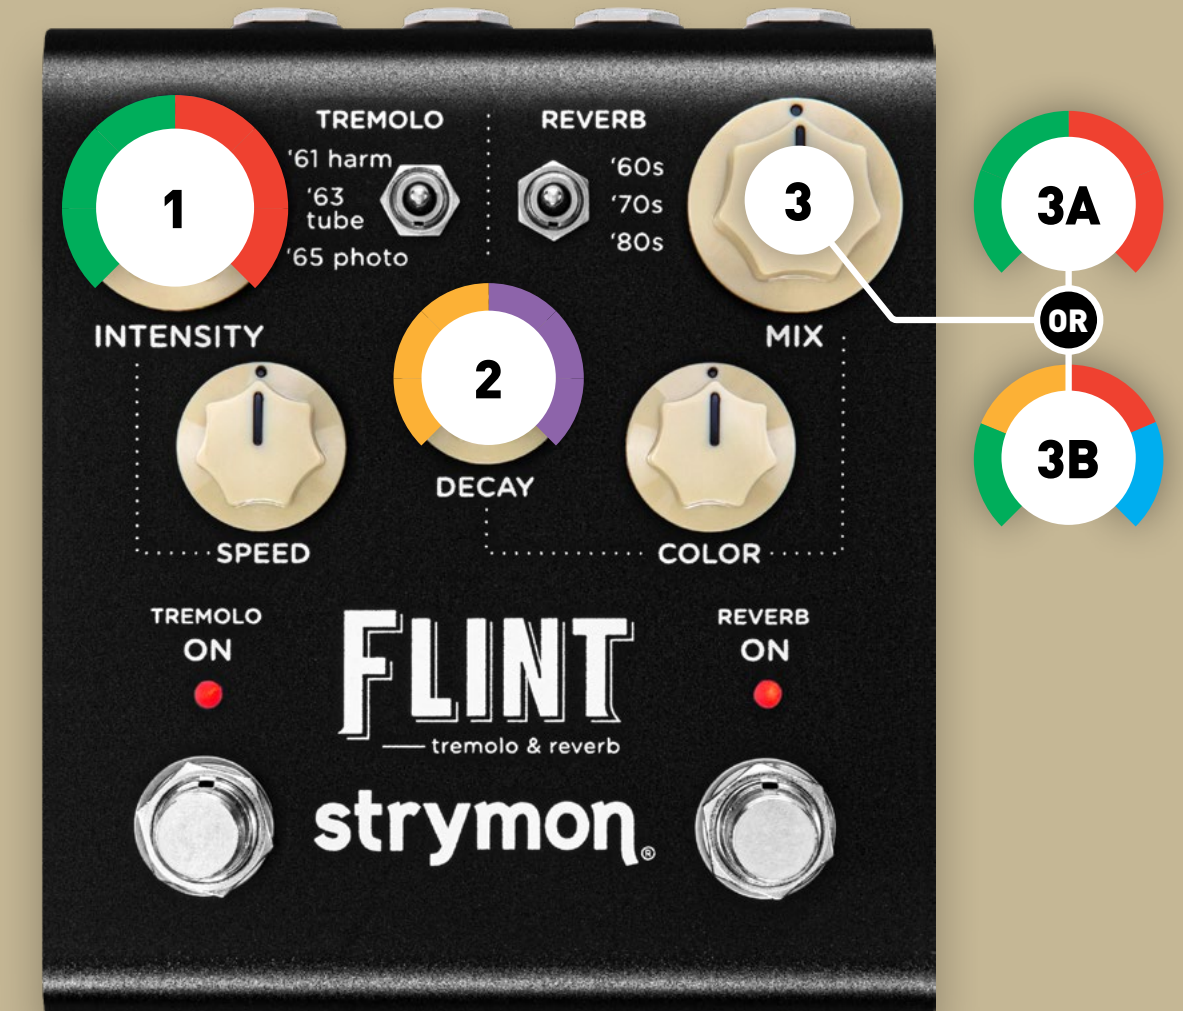 TREMOLO
REVERB
‘61 harm
‘63
tube
‘65 photo
‘60s
‘70s
‘80s
1
3
3A
OR
3B
INTENSITY
MIX
2
DECAY
SPEED
COLOR
TREMOLO
ON
REVERB
ON
FLINT
tremolo & reverb
strymon®